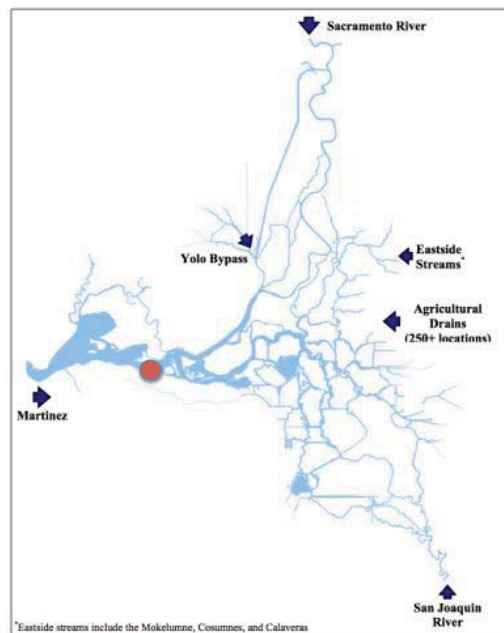 Sacramento River
Yolo Bypass
Eastside
Streams*
Agricultural
Drains
(250+ locations)
Martinez
San Joaquin
River
*Eastside streams include the Mokelumne, Cosumnes, and Calaveras